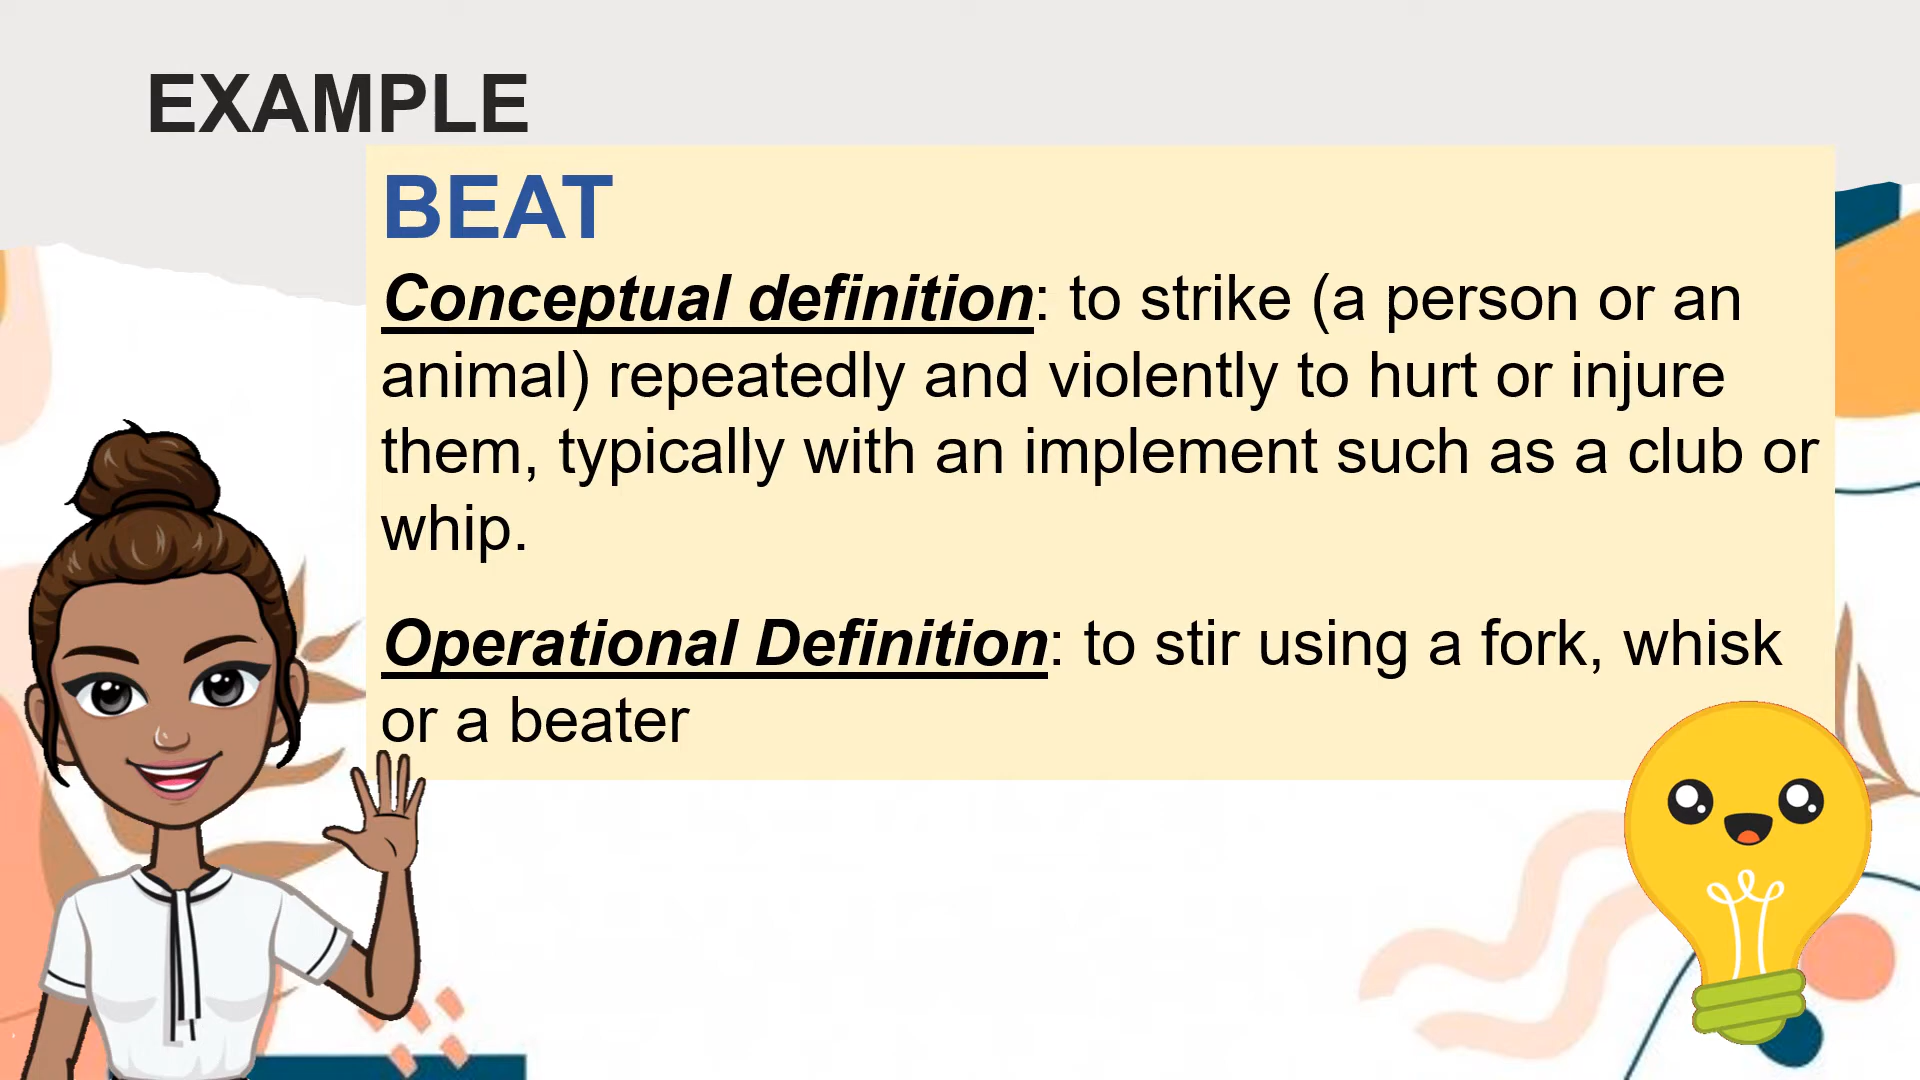 EXAMPLE
BEAT
Conceptual definition: to strike (a person or an
animal) repeatedly and violently to hurt or injure
them, typically with an implement such as a club or
whip.
Operational Definition: to stir using a fork, whisk
or a beater